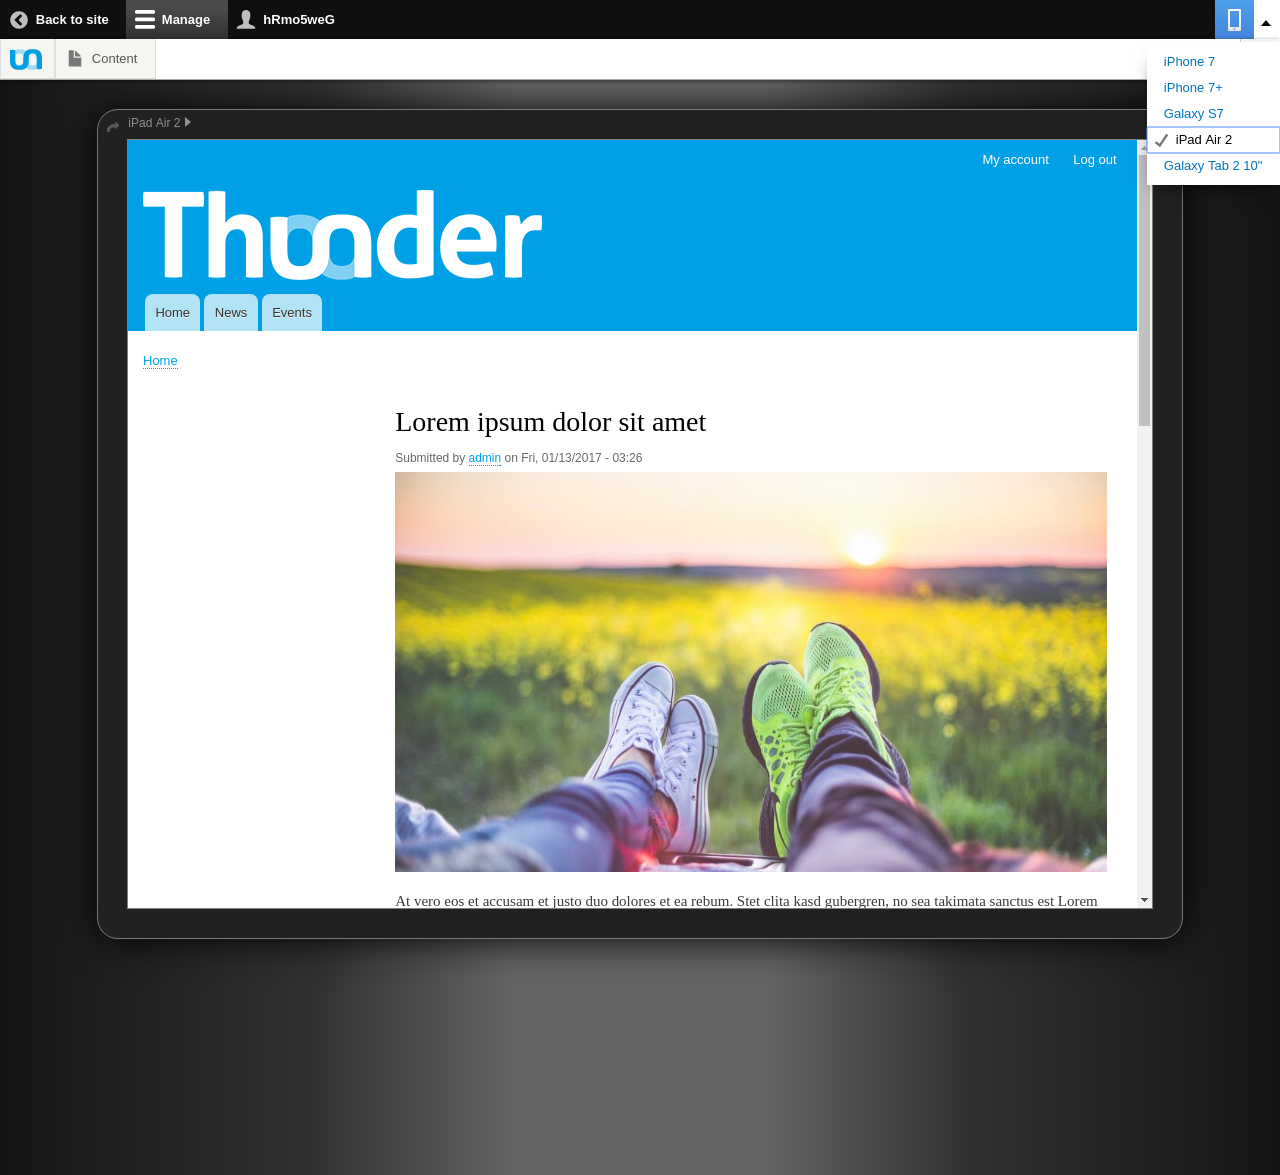 Back to site
Manage
hRmo5weG
Content
iPhone 7
iPhone 7+
Galaxy S7
iPad Air 2
Galaxy Tab 2 10"
iPad Air 2
My account
Log out
Thunder
Home
News
Events
Home
Lorem ipsum dolor sit amet
Submitted by admin on Fri, 01/13/2017 - 03:26
At vero eos et accusam et justo duo dolores et ea rebum. Stet clita kasd gubergren, no sea takimata sanctus est Lorem